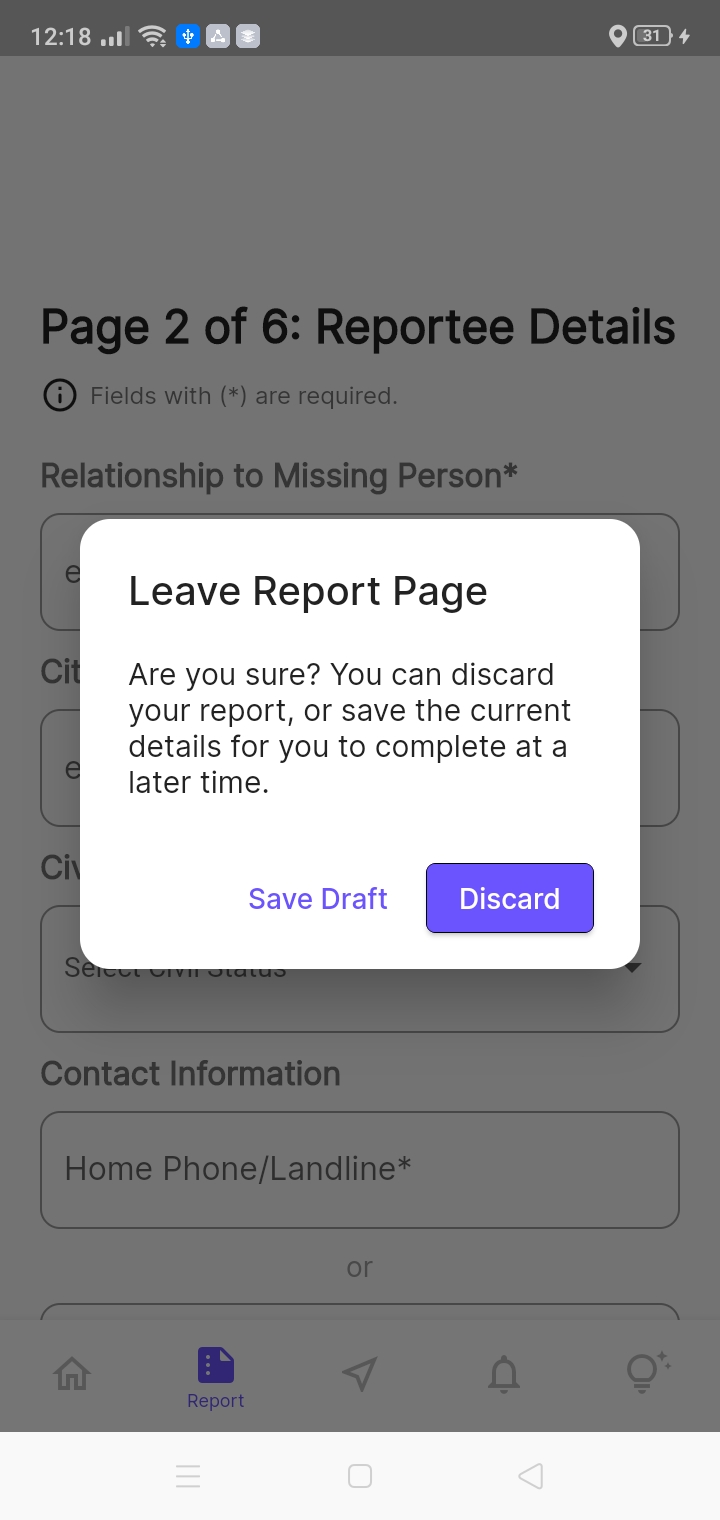 12:18
31
Page 2 of 6: Reportee Details
Fields with (*) are required.
Relationship to Missing Person*
e
Leave Report Page
Cit
Are you sure? You can discard
your report, or save the current
details for you to complete at a
later time.
e
Civ
Save Draft
Discard
Select Civil Status
Contact Information
Home Phone/Landline*
or
Report